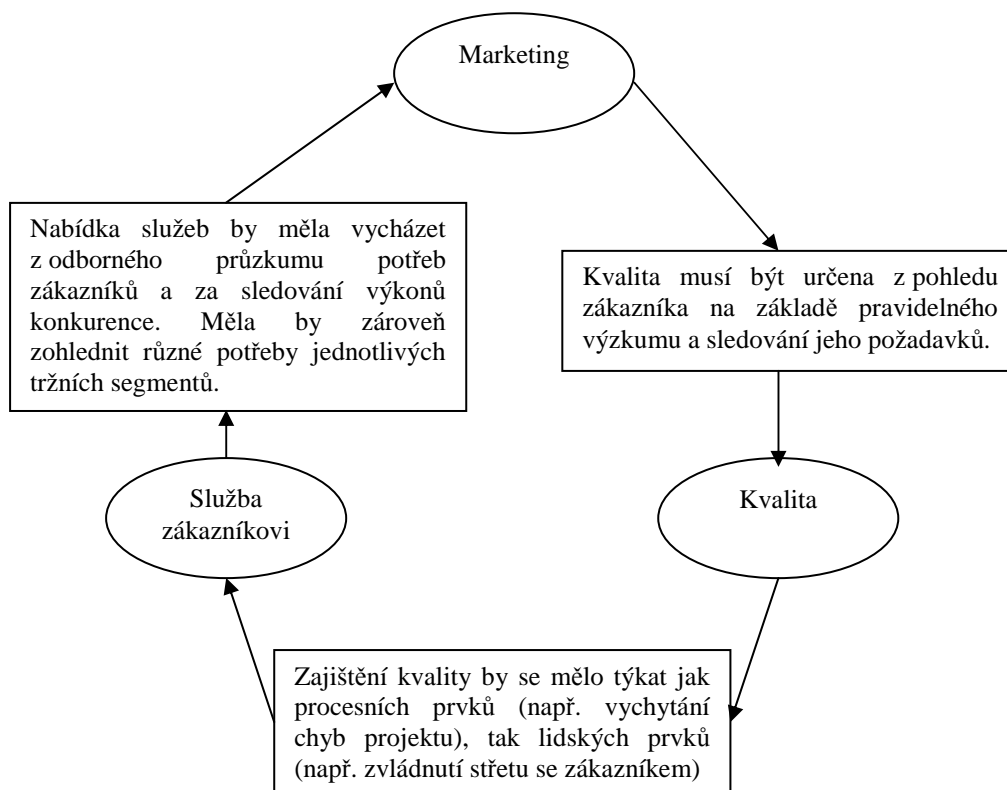 Marketing
Nabídka služeb by měla vycházet
z odborného průzkumu potřeb
zákazníků a za sledování výkonů
konkurence. Měla by zároveň
zohlednit různé potřeby jednotlivých
tržních segmentů.
Kvalita musí být určena z pohledu
zákazníka na základě pravidelného
výzkumu a sledování jeho požadavků.
Služba
zákazníkovi
Kvalita
Zajištění kvality by se mělo týkat jak
procesních prvků (např. vychytání
chyb projektu), tak lidských prvků
(např. zvládnutí střetu se zákazníkem)